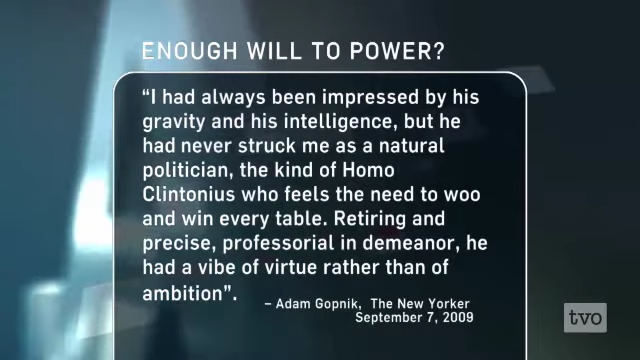 ENOUGH WILL TO POWER?
“I had always been impressed by his
gravity and his intelligence, but he
had never struck me as a natural
politician, the kind of Homo
Clintonius who feels the need to woo
and win every table. Retiring and
precise, professorial in demeanor, he
had a vibe of virtue rather than of
ambition”.
– Adam Gopnik, The New Yorker
September 7, 2009
tvo